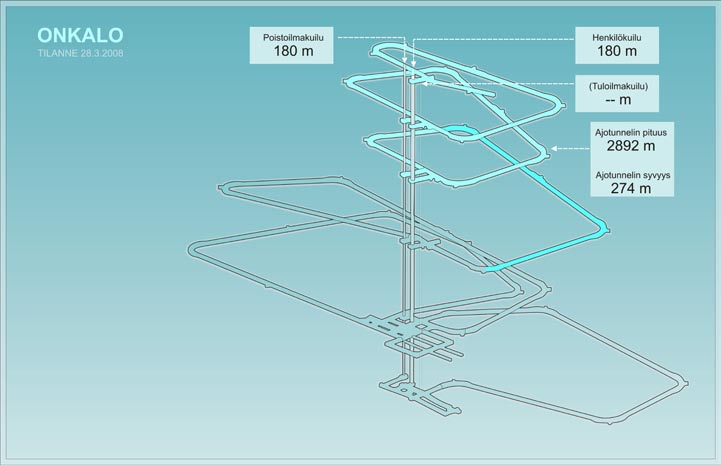 ONKALO
TILANNE 28.3.2008
Poistoilmakuilu
180 m
Henkilökuilu
180 m
(Tuloilmakuilu)
-- m
Ajotunnelin pituus
2892 m
Ajotunnelin syvyys
274 m